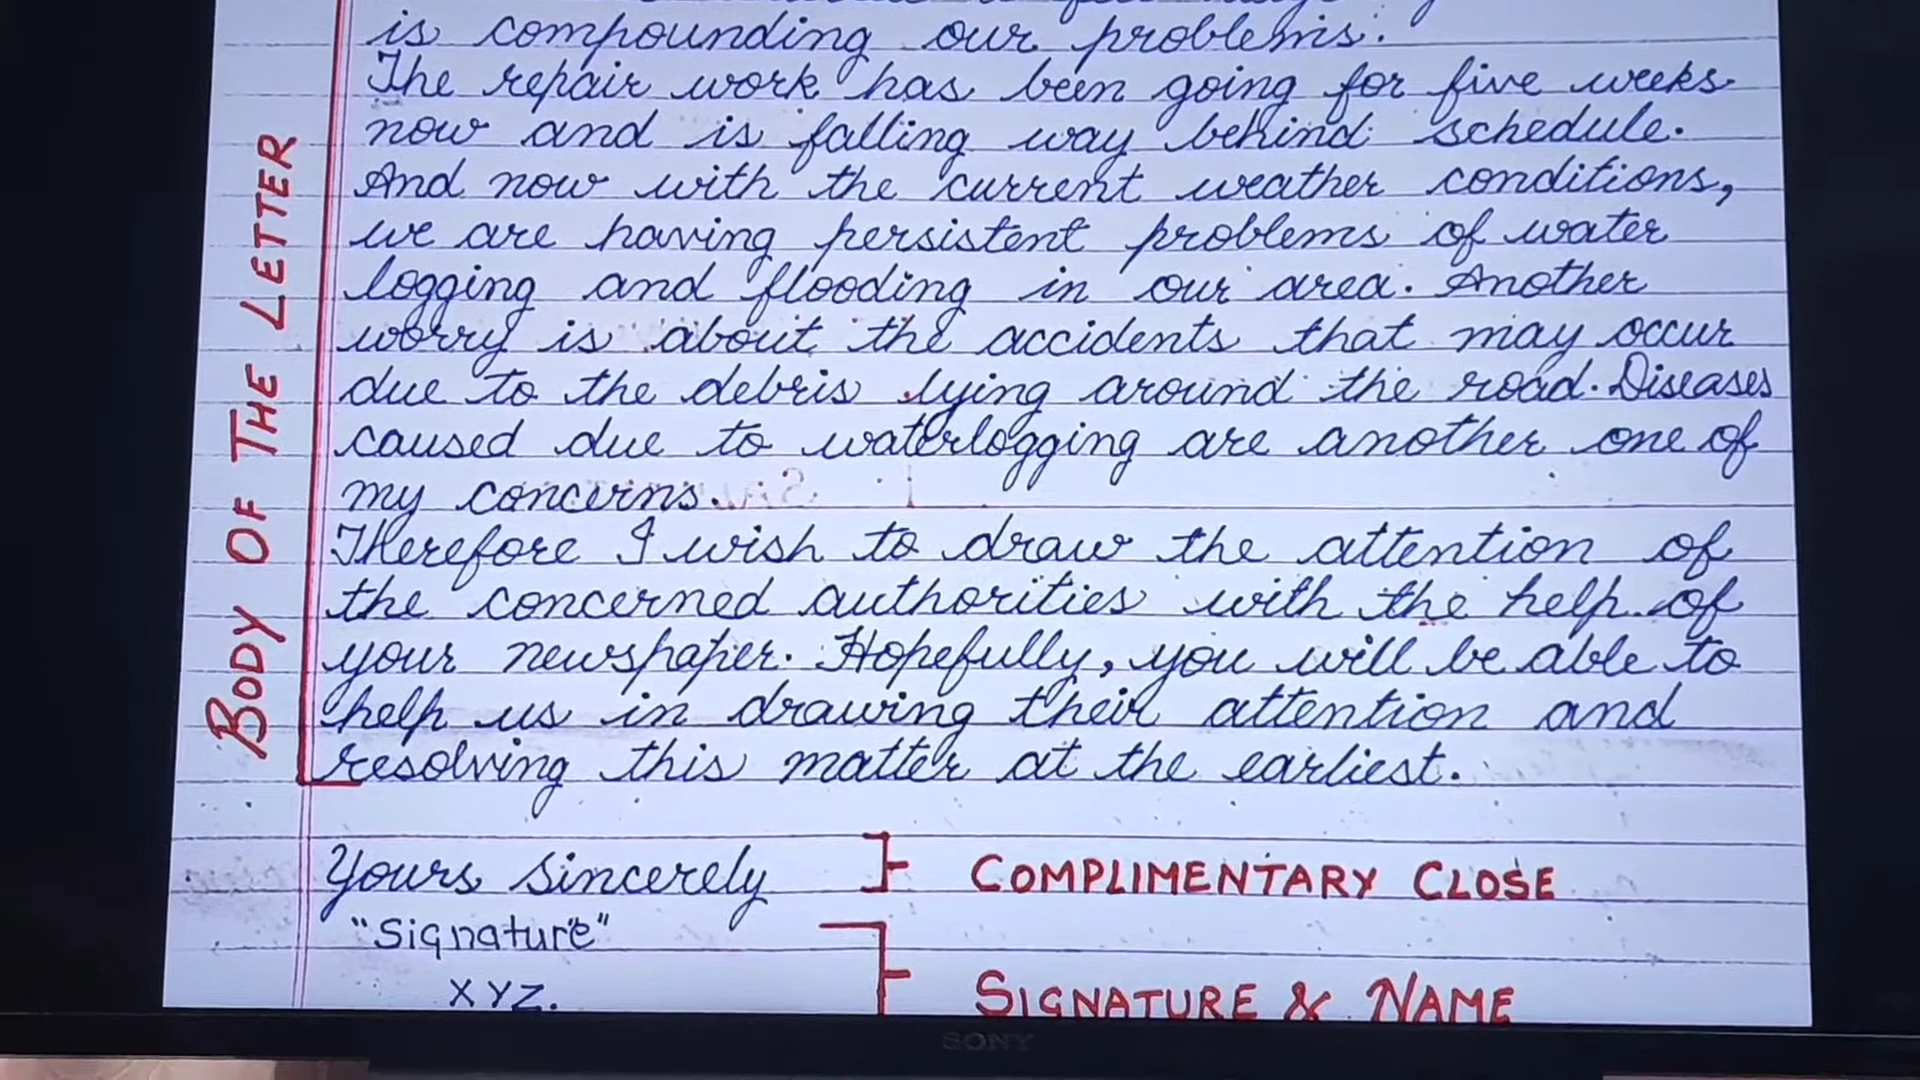 is compounding our problems.
The repair work has been going for five weeks
now and is falling way behind schedule.
And now with the current weather conditions,
we are having persistent problems of water
logging and flooding in our area. Another
worry is about the accidents that may occur
due to the debris lying around the road. Diseases
caused due to waterlogging are another one of
my concerns.
Therefore I wish to draw the attention of
the concerned authorities with the help of
your newspaper. Hopefully, you will be able to
help us in drawing their attention and
resolving this matter at the earliest.
BODY OF THE LETTER
Yours Sincerely
COMPLIMENTARY CLOSE
"Signature"
XYZ.
SIGNATURE & NAME
SONY